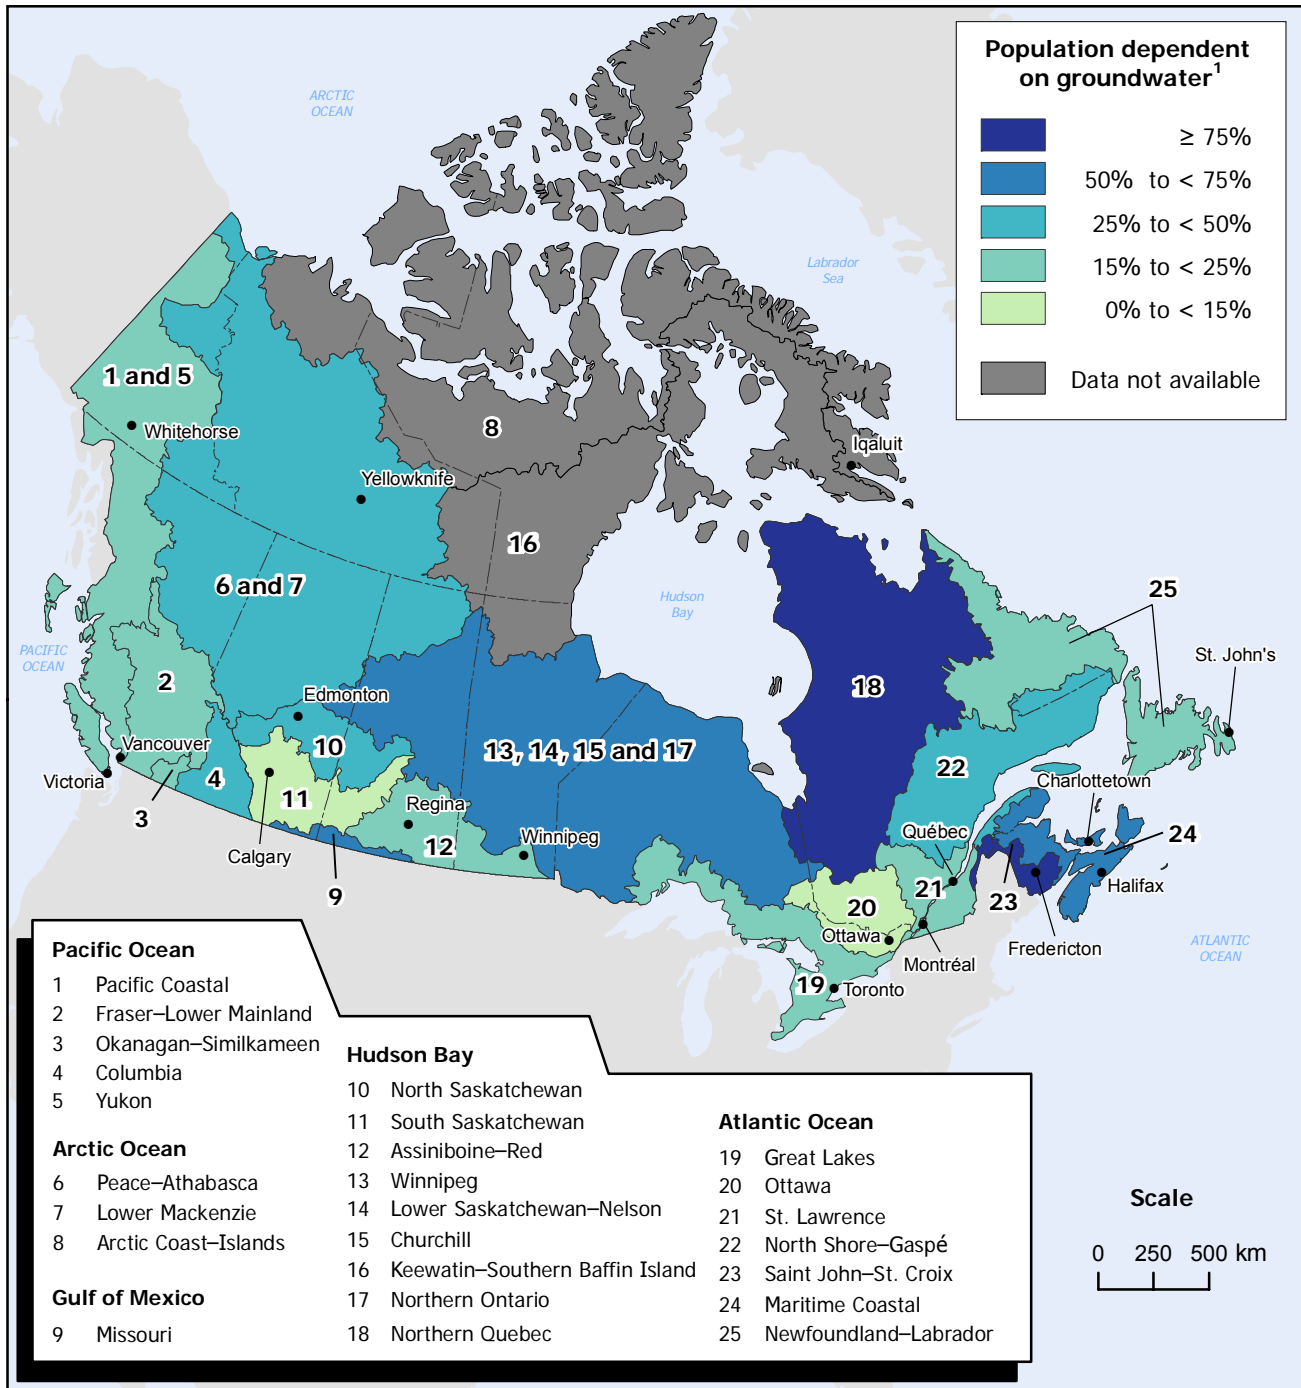 Population dependent
on groundwater¹
≥ 75%
50% to < 75%
25% to < 50%
15% to < 25%
0% to < 15%
Data not available
ARCTIC
OCEAN
Labrador
Sea
1 and 5
Whitehorse
8
Iqaluit
Yellowknife
16
6 and 7
Hudson
Bay
25
PACIFIC
OCEAN
St. John's
2
18
Edmonton
10
13, 14, 15 and 17
Vancouver
Victoria
4
22
Charlottetown
11
Regina
3
12
Winnipeg
Québec
24
Calgary
9
21
Halifax
23
20
Ottawa
Montréal
Fredericton
ATLANTIC
OCEAN
19
Toronto
Pacific Ocean
1 Pacific Coastal
2 Fraser–Lower Mainland
3 Okanagan–Similkameen
4 Columbia
5 Yukon
Arctic Ocean
6 Peace–Athabasca
7 Lower Mackenzie
8 Arctic Coast–Islands
Gulf of Mexico
9 Missouri
Hudson Bay
10 North Saskatchewan
11 South Saskatchewan
12 Assiniboine–Red
13 Winnipeg
14 Lower Saskatchewan–Nelson
15 Churchill
16 Keewatin–Southern Baffin Island
17 Northern Ontario
18 Northern Quebec
Atlantic Ocean
19 Great Lakes
20 Ottawa
21 St. Lawrence
22 North Shore–Gaspé
23 Saint John–St. Croix
24 Maritime Coastal
25 Newfoundland–Labrador
Scale
0 250 500 km